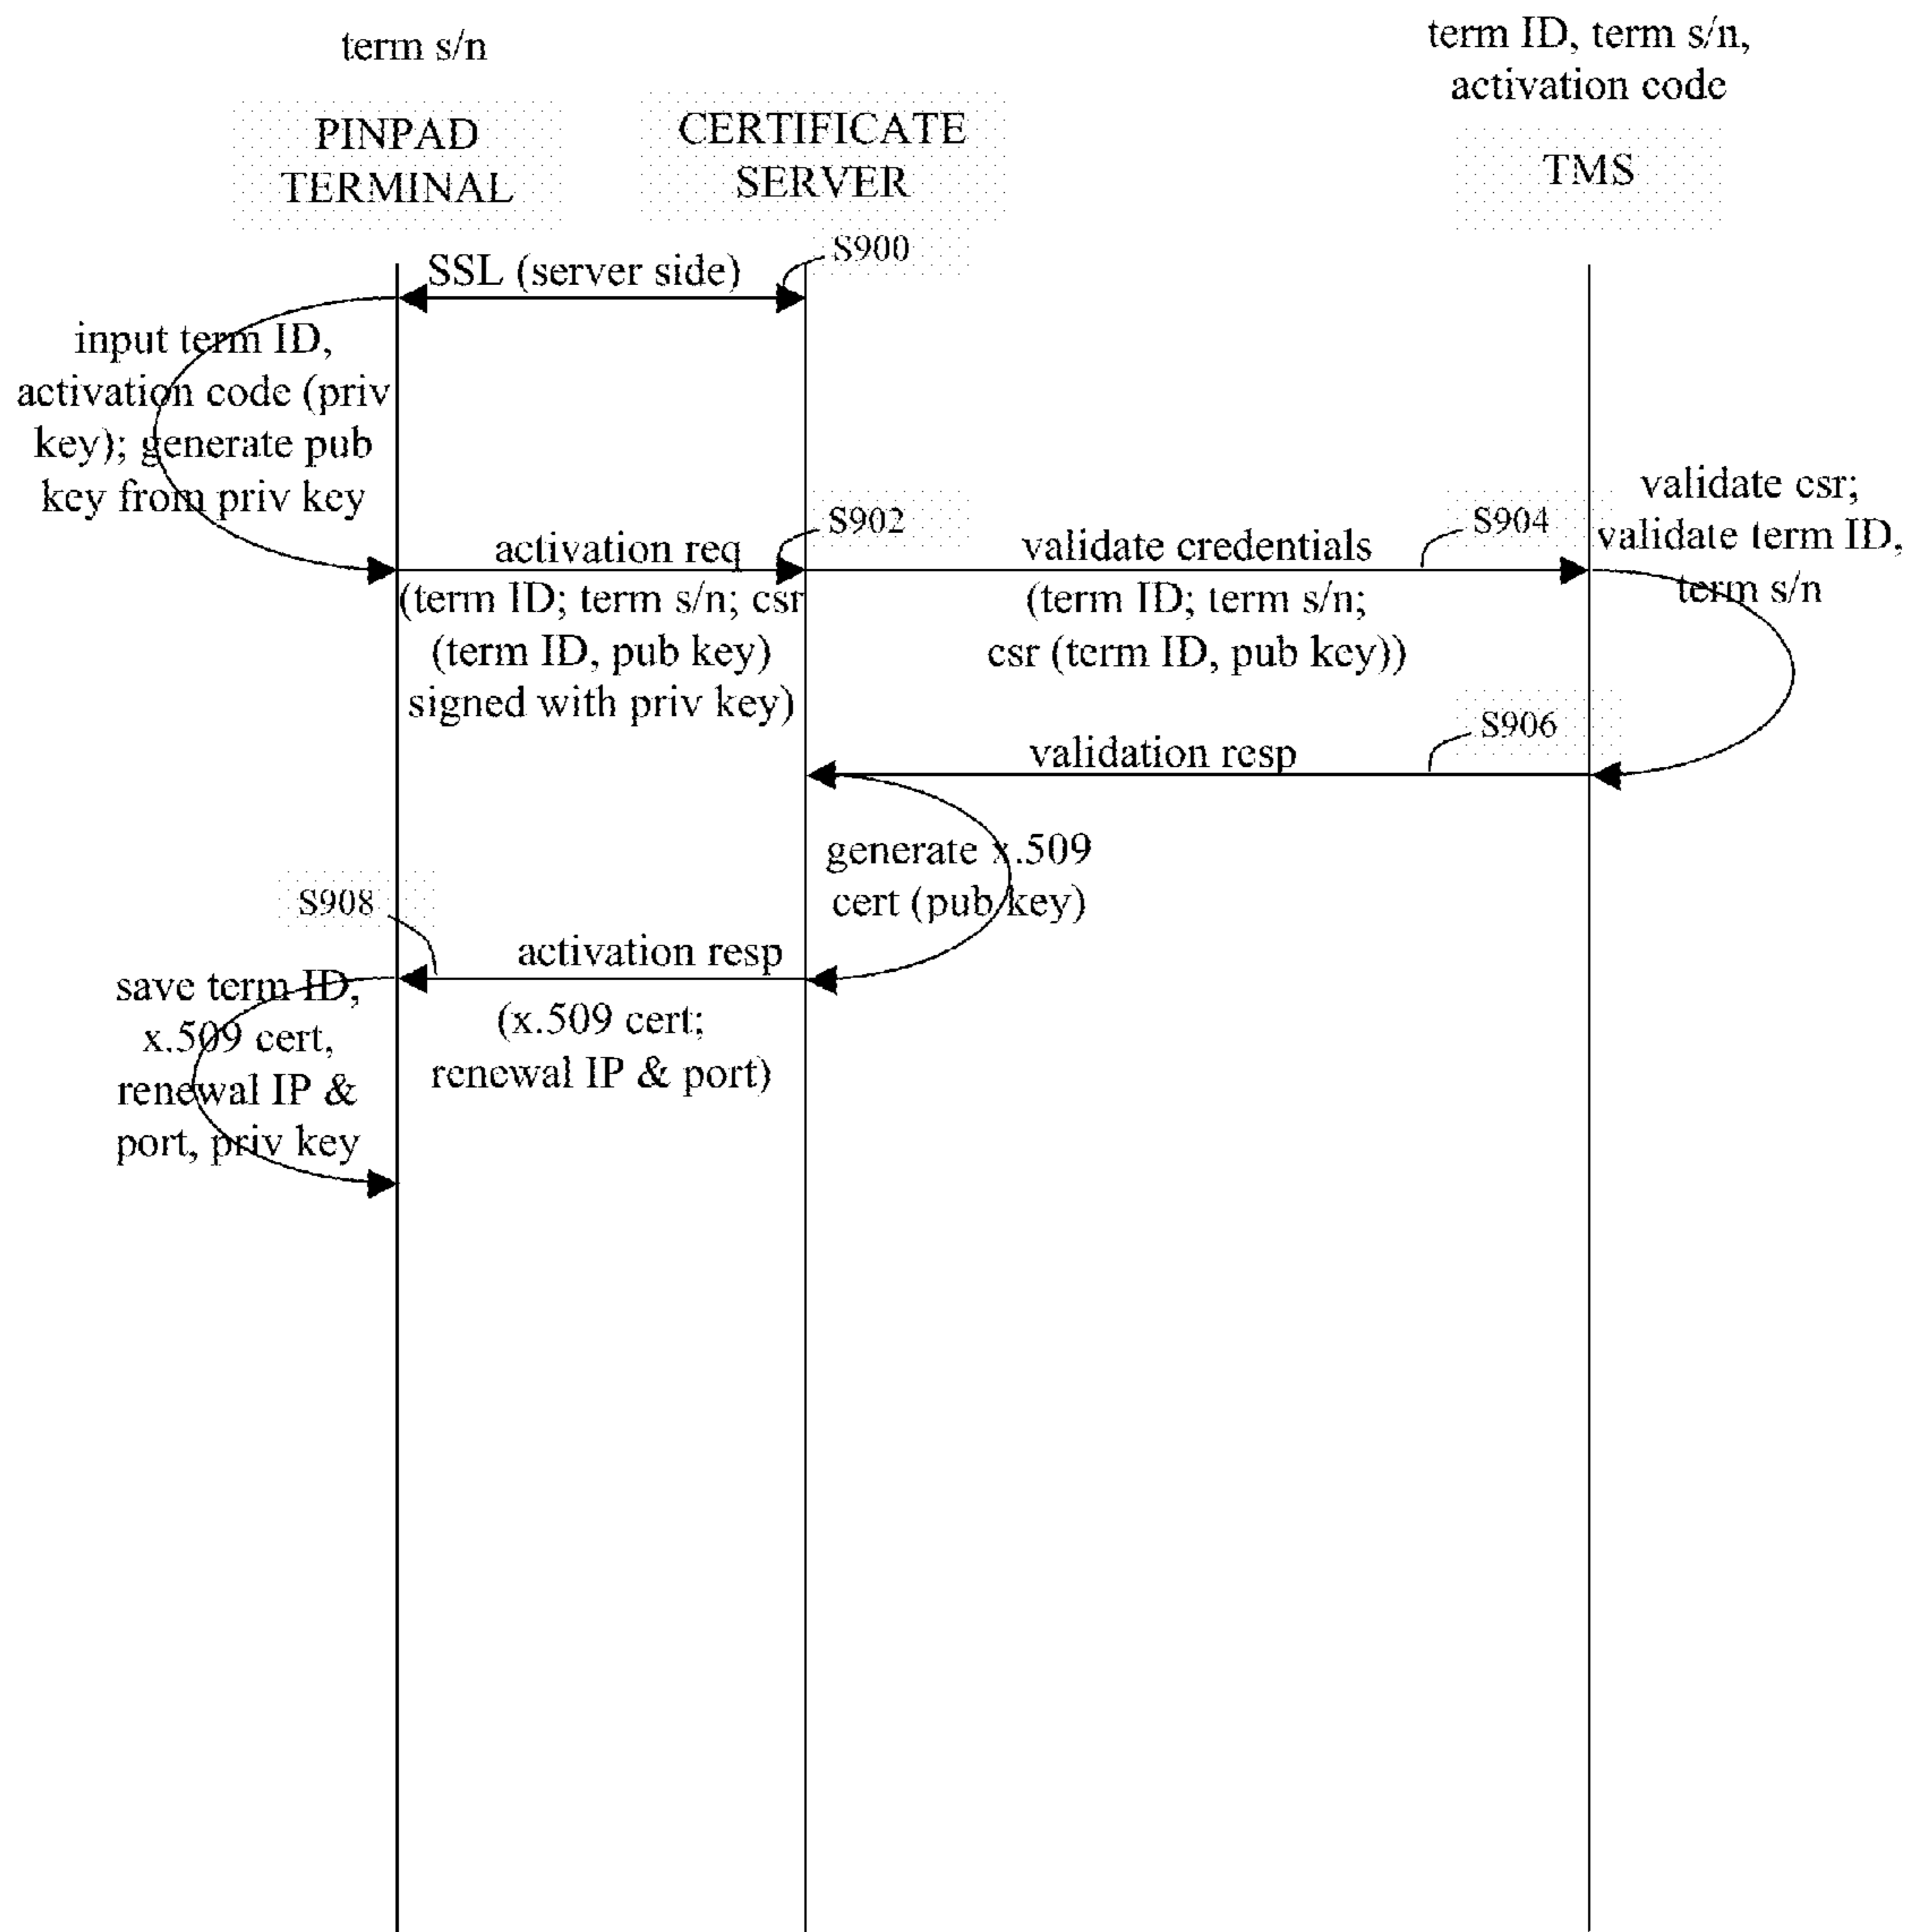 term s/n
term ID, term s/n,
activation code
PINPAD
TERMINAL
CERTIFICATE
SERVER
TMS
S900
SSL (server side)
input term ID,
activation code (priv
key); generate pub
key from priv key
S902
activation req
(term ID; term s/n; csr
(term ID, pub key)
signed with priv key)
S904
validate credentials
(term ID; term s/n;
csr (term ID, pub key))
validate csr;
validate term ID,
term s/n
S906
validation resp
generate x.509
cert (pub key)
S908
activation resp
(x.509 cert;
renewal IP & port)
save term ID,
x.509 cert,
renewal IP &
port, priv key